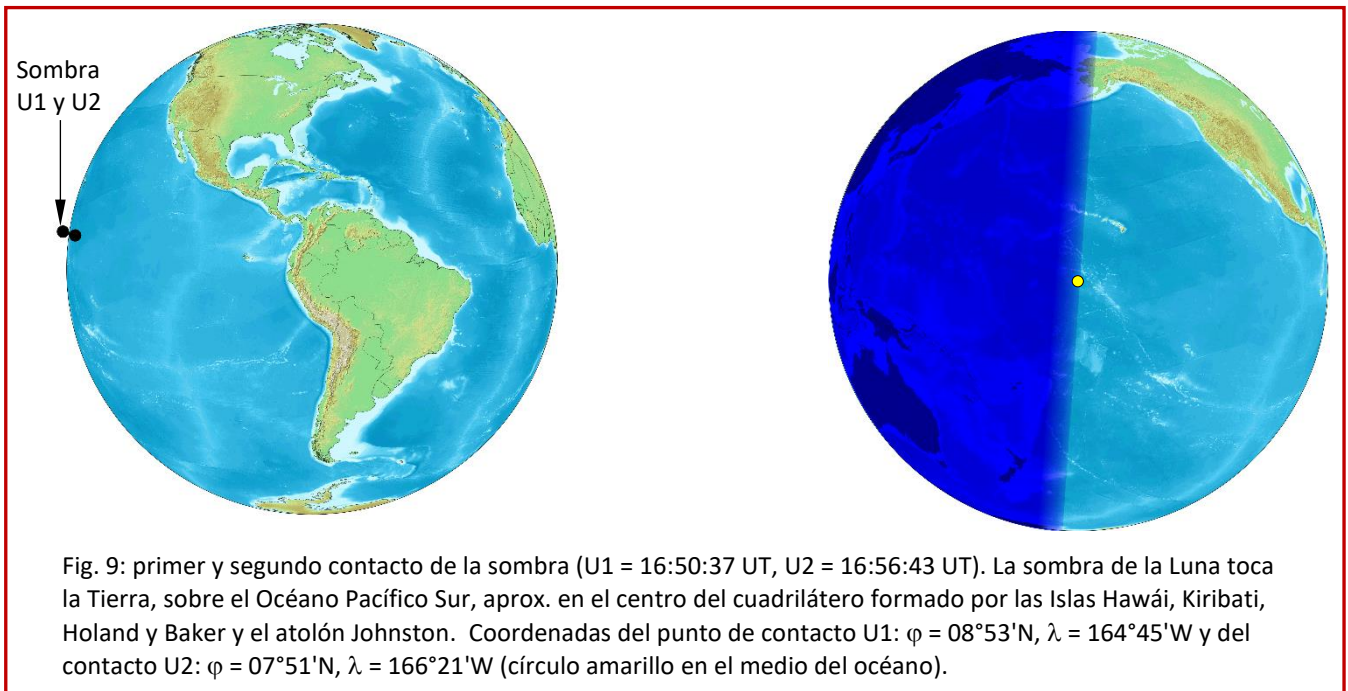 Sombra
U1 y U2
Fig. 9: primer y segundo contacto de la sombra (U1 = 16:50:37 UT, U2 = 16:56:43 UT). La sombra de la Luna toca
la Tierra, sobre el Océano Pacífico Sur, aprox. en el centro del cuadrilátero formado por las Islas Hawái, Kiribati,
Holand y Baker y el atolón Johnston. Coordenadas del punto de contacto U1: φ = 08°53'N, λ = 164°45'W y del
contacto U2: φ = 07°51'N, λ = 166°21'W (círculo amarillo en el medio del océano).